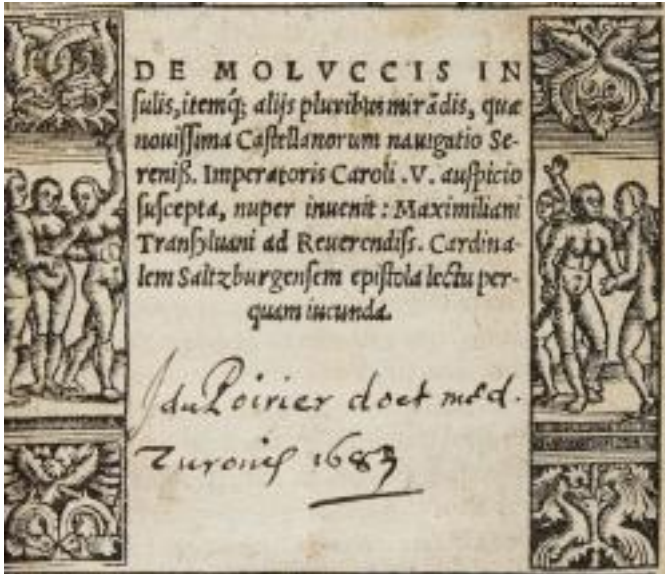 DE MOLVCCIS IN
sulis, itemq́; alijs pluribus mirãdis, quæ
nouissima Castellanorum nauigatio Se-
reniß. Imperatoris Caroli .V. auspicio
suscepta, nuper inuenit: Maximiliani
Transyluani ad Reuerendiss. Cardina-
lem Saltzburgensem epistola lectu per-
quam iucunda.
J du Poirier doct med.
Turonis 1683